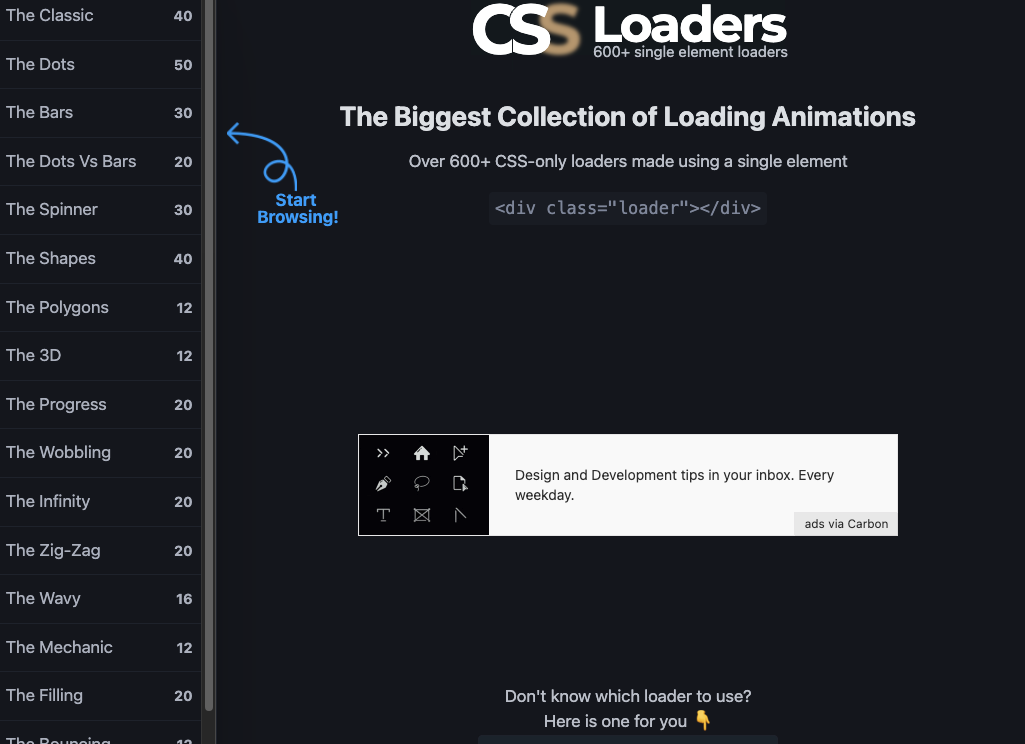 The Classic 40
The Dots 50
The Bars 30
The Dots Vs Bars 20
The Spinner 30
The Shapes 40
The Polygons 12
The 3D 12
The Progress 20
The Wobbling 20
The Infinity 20
The Zig-Zag 20
The Wavy 16
The Mechanic 12
The Filling 20
The Bouncing 12
CSS Loaders
600+ single element loaders
The Biggest Collection of Loading Animations
Over 600+ CSS-only loaders made using a single element
<div class="loader"></div>
Start
Browsing!
Design and Development tips in your inbox. Every
weekday.
ads via Carbon
Don't know which loader to use?
Here is one for you 👇